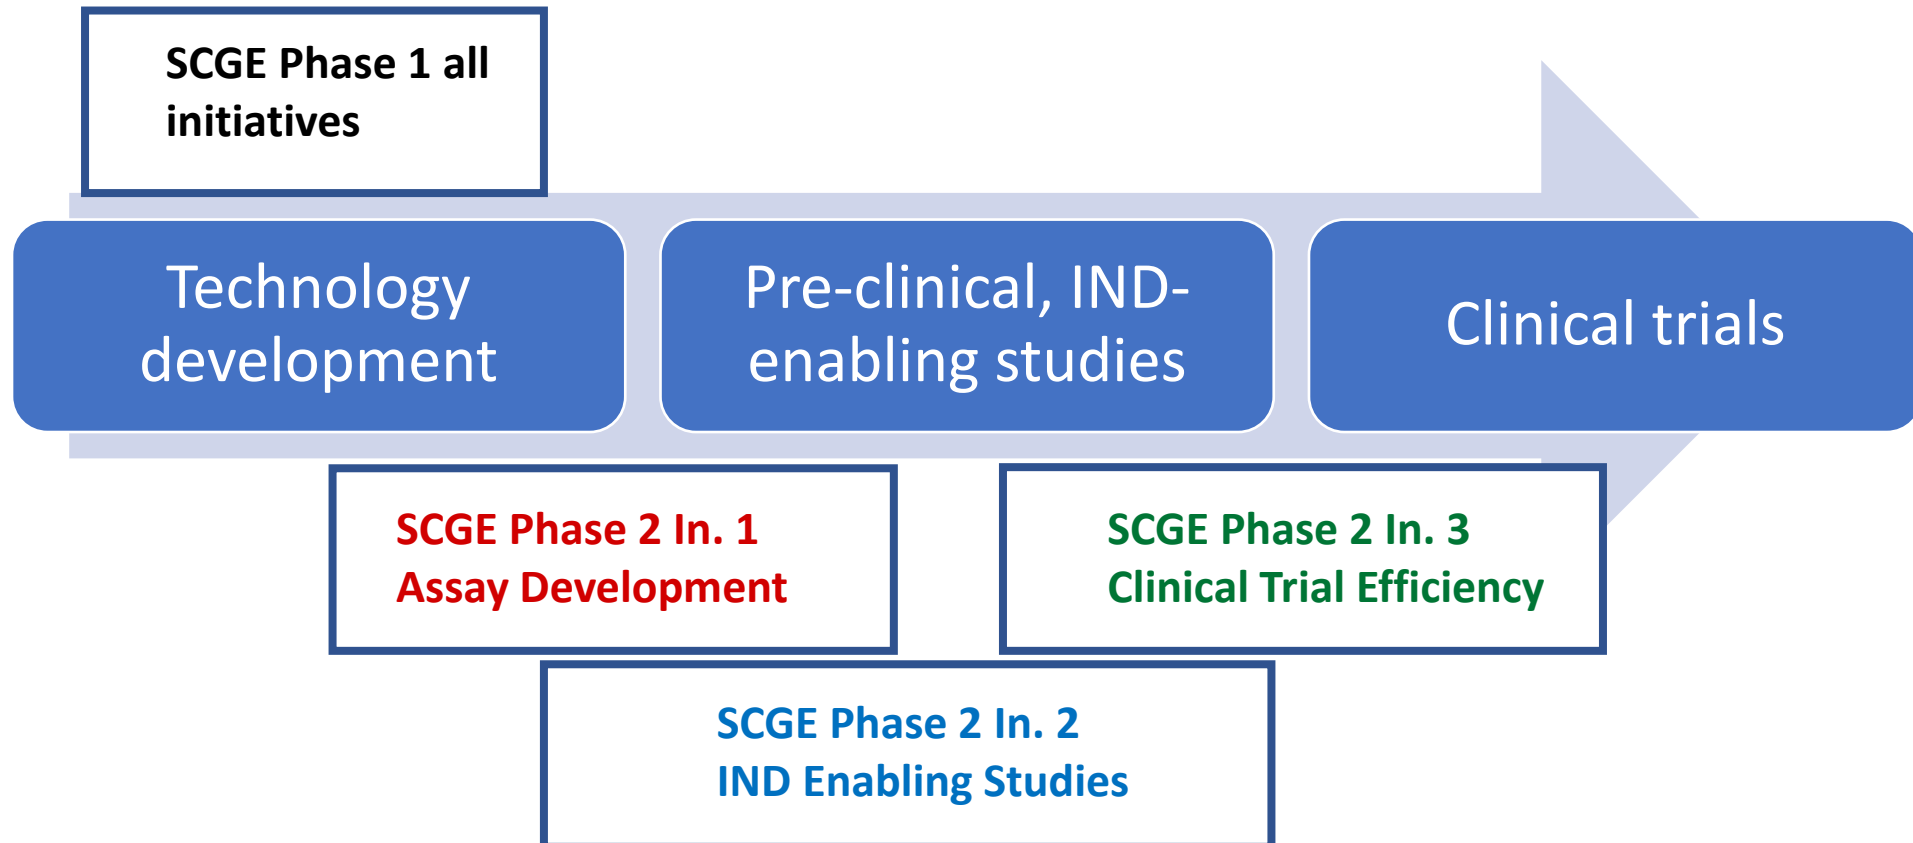 SCGE Phase 1 all
initiatives
Technology
development
Pre-clinical, IND-
enabling studies
Clinical trials
SCGE Phase 2 In. 1
Assay Development
SCGE Phase 2 In. 3
Clinical Trial Efficiency
SCGE Phase 2 In. 2
IND Enabling Studies